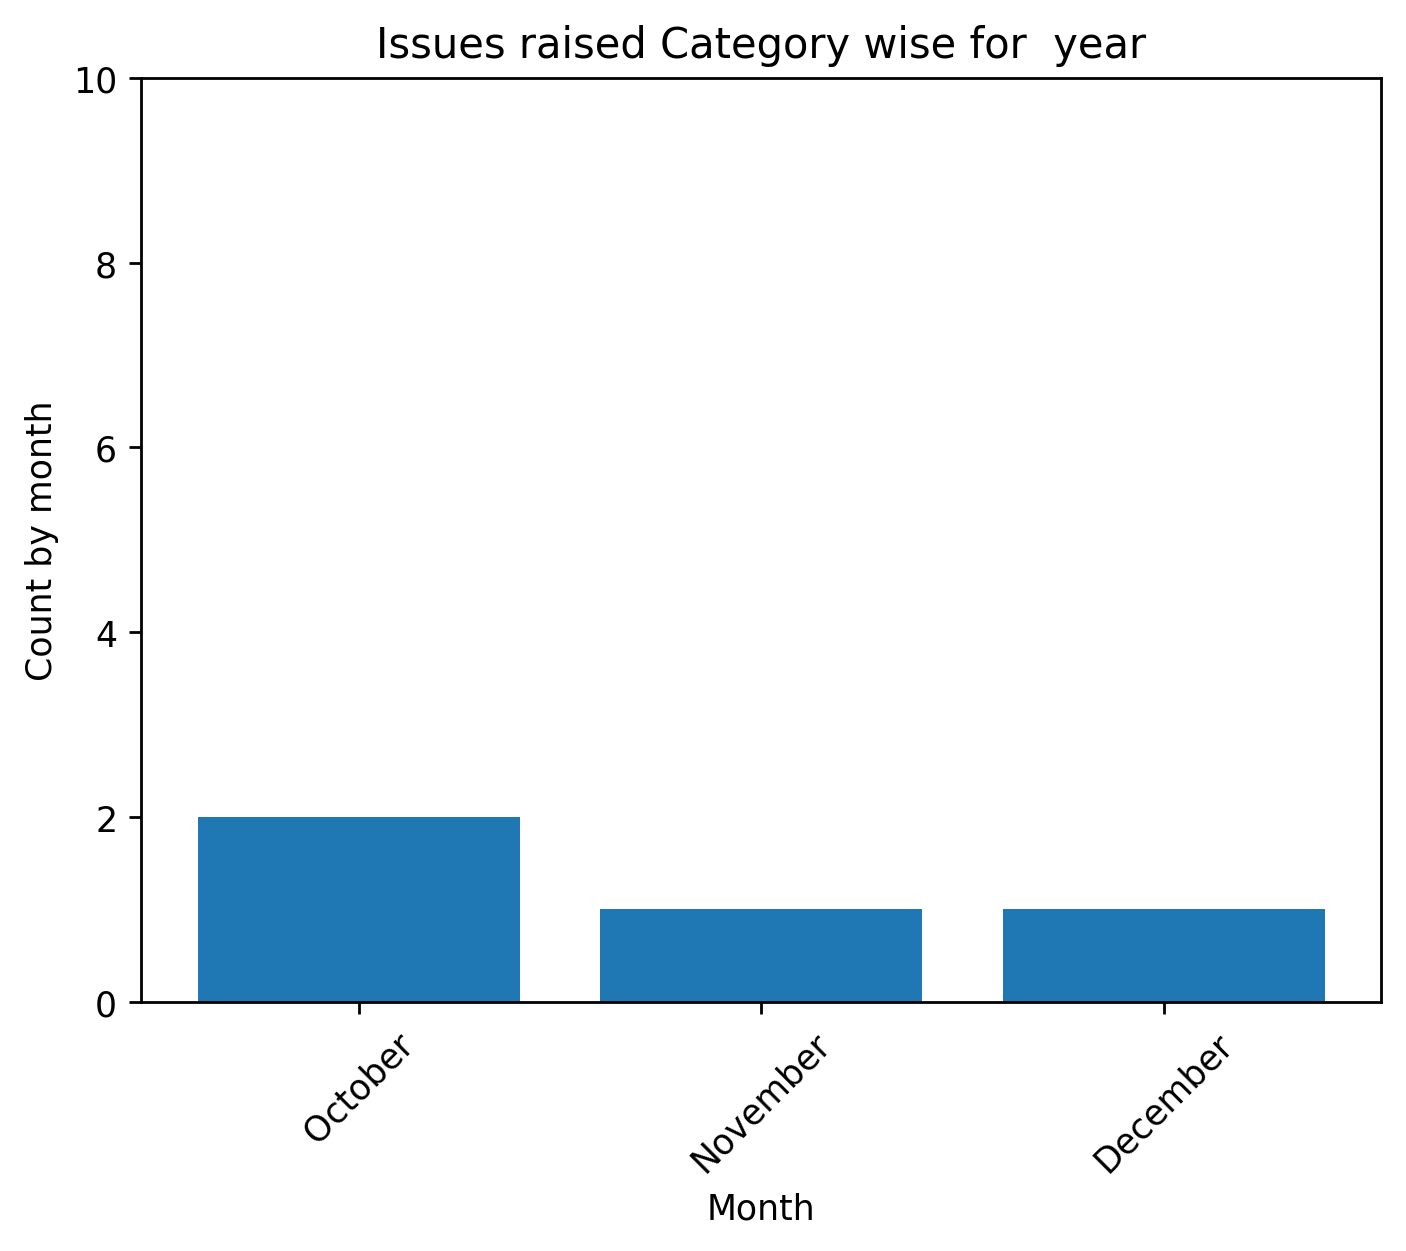 Issues raised Category wise for  year
10
8
6
4
2
0
Count by month
October
November
December
Month